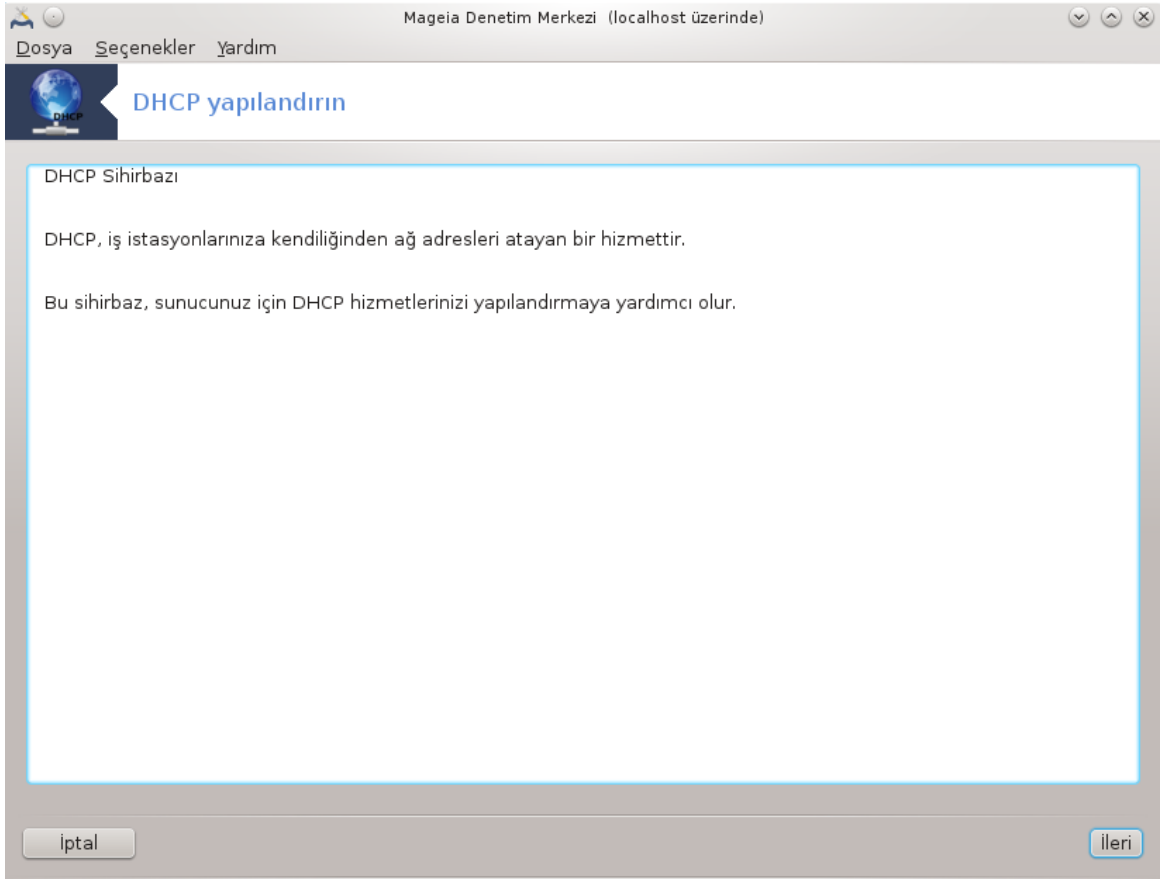 Mageia Denetim Merkezi (localhost üzerinde)
Dosya Seçenekler Yardım
DHCP
DHCP yapılandırın
DHCP Sihirbazı
DHCP, iş istasyonlarınıza kendiliğinden ağ adresleri atayan bir hizmettir.
Bu sihirbaz, sunucunuz için DHCP hizmetlerinizi yapılandırmaya yardımcı olur.
İptal
İleri